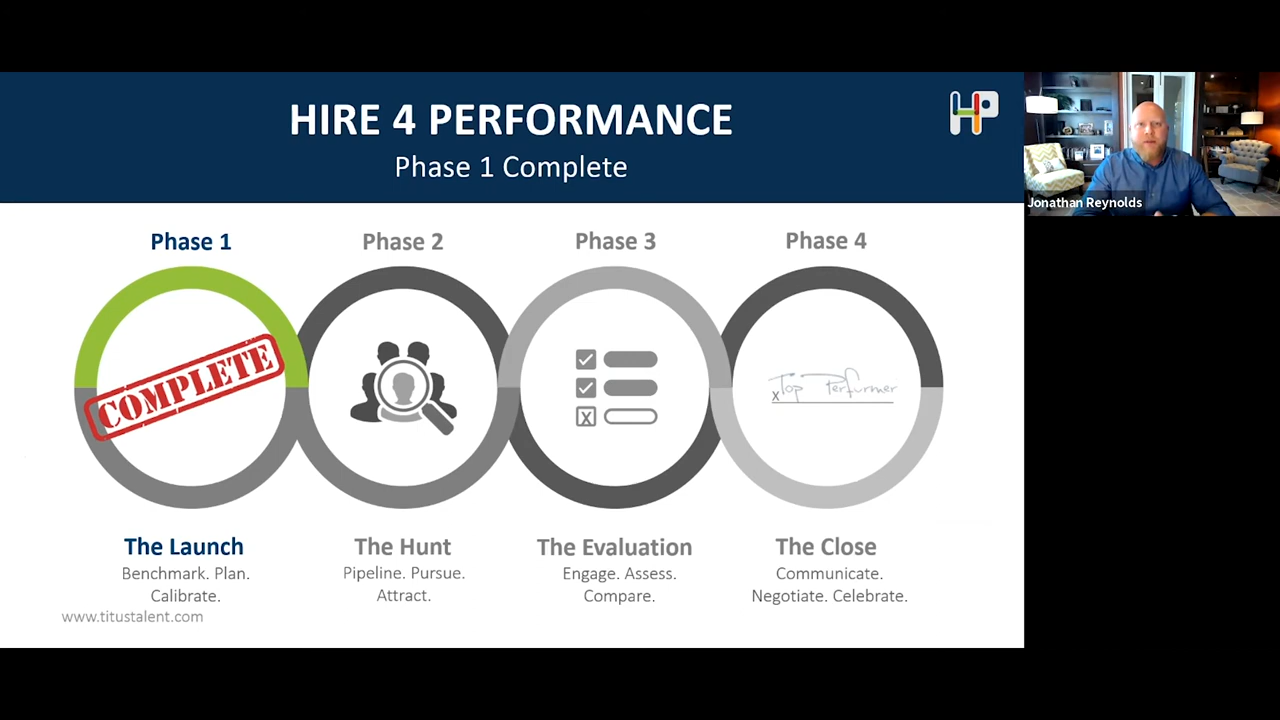 HIRE 4 PERFORMANCE
Phase 1 Complete
HP
Jonathan Reynolds
Phase 1
Phase 2
Phase 3
Phase 4
COMPLETE
x Top Performer
The Launch
Benchmark. Plan.
Calibrate.
The Hunt
Pipeline. Pursue.
Attract.
The Evaluation
Engage. Assess.
Compare.
The Close
Communicate.
Negotiate. Celebrate.
www.titustalent.com